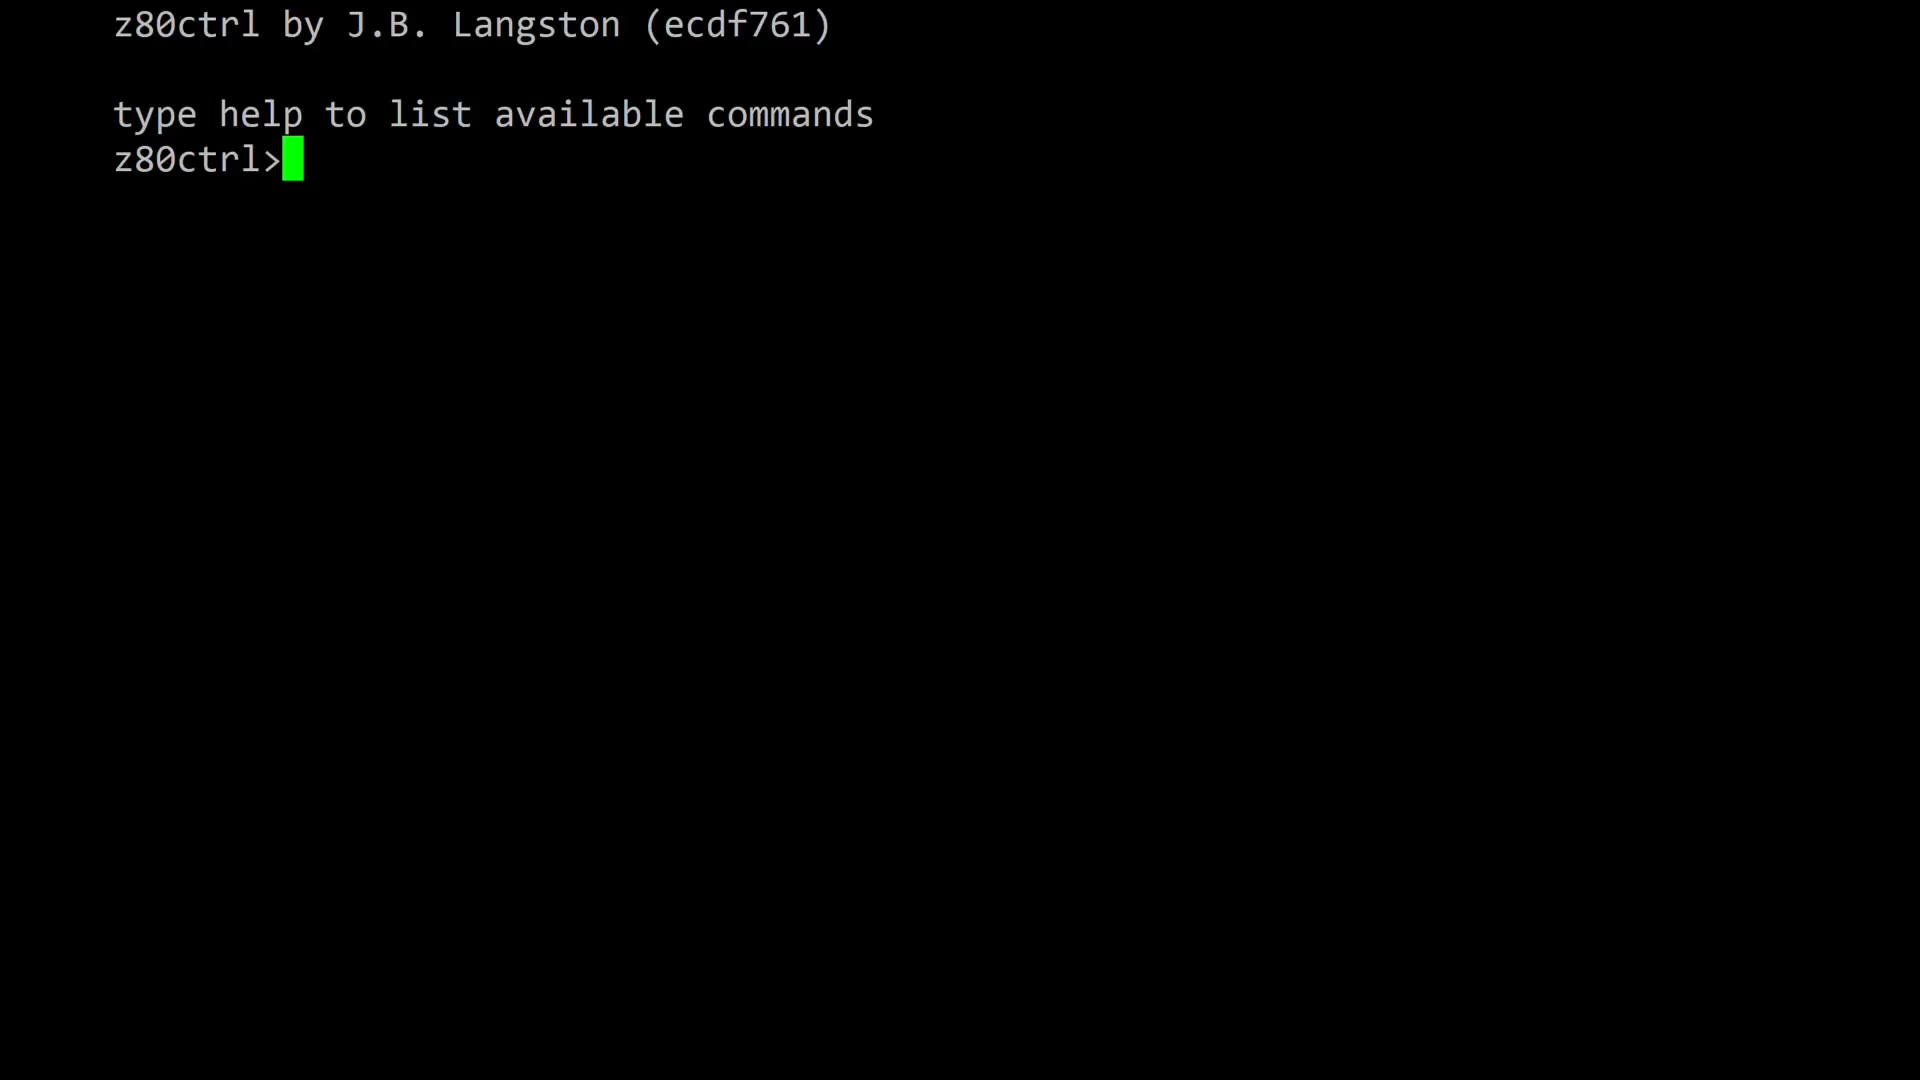 z80ctrl by J.B. Langston (ecdf761)
type help to list available commands
z80ctrl>